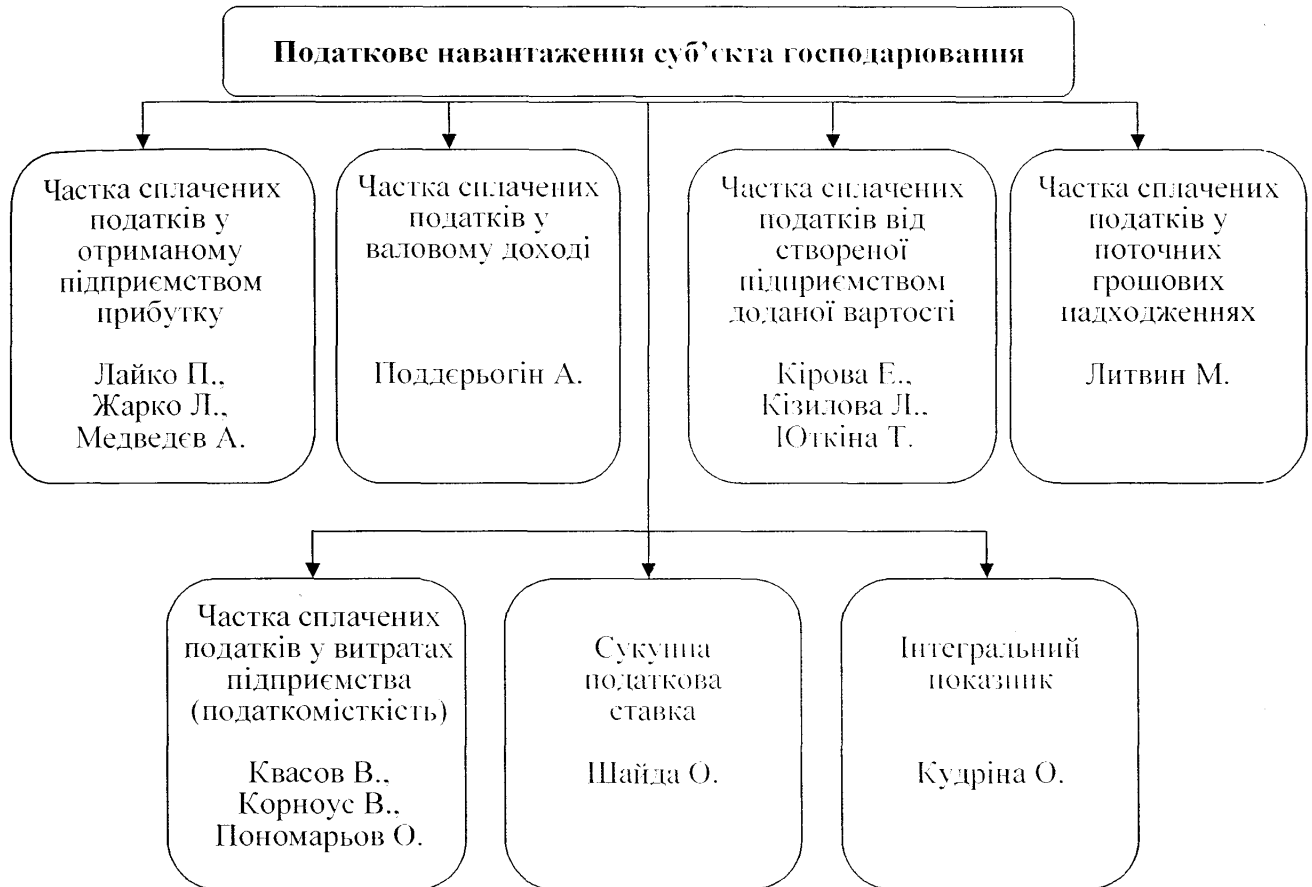 Податкове навантаження суб’єкта господарювання
Частка сплачених
податків у
отриманому
підприємством
прибутку
Лайко П.,
Жарко Л.,
Медведєв А.
Частка сплачених
податків у
валовому доході
Поддєрьогін А.
Частка сплачених
податків від
створеної
підприємством
доданої вартості
Кірова Е.,
Кізилова Л.,
Юткіна Т.
Частка сплачених
податків у
поточних
грошових
надходженнях
Литвин М.
Частка сплачених
податків у витратах
підприємства
(податкомісткість)
Квасов В.,
Корноус В.,
Пономарьов О.
Сукупна
податкова
ставка
Шайда О.
Інтегральний
показник
Кудріна О.